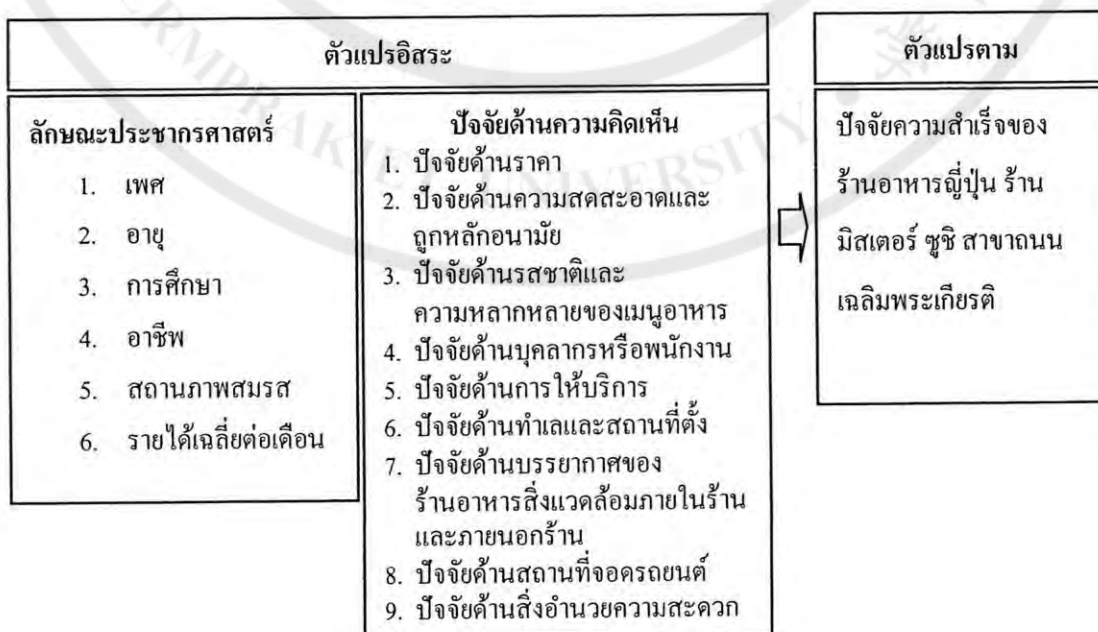 ตัวแปรอิสระ
ตัวแปรตาม
ลักษณะประชากรศาสตร์
1. เพศ
2. อายุ
3. การศึกษา
4. อาชีพ
5. สถานภาพสมรส
6. รายได้เฉลี่ยต่อเดือน
ปัจจัยด้านความคิดเห็น
1. ปัจจัยด้านราคา
2. ปัจจัยด้านความสดสะอาดและ
ถูกหลักอนามัย
3. ปัจจัยด้านรสชาติและ
ความหลากหลายของเมนูอาหาร
4. ปัจจัยด้านบุคลากรหรือพนักงาน
5. ปัจจัยด้านการให้บริการ
6. ปัจจัยด้านทำเลและสถานที่ตั้ง
7. ปัจจัยด้านบรรยากาศของ
ร้านอาหารสิ่งแวดล้อมภายในร้าน
และภายนอกร้าน
8. ปัจจัยด้านสถานที่จอดรถยนต์
9. ปัจจัยด้านสิ่งอำนวยความสะดวก
ปัจจัยความสำเร็จของ
ร้านอาหารญี่ปุ่น ร้าน
มิสเตอร์ ซูชิ สาขาถนน
เฉลิมพระเกียรติ
UNIVERSITY